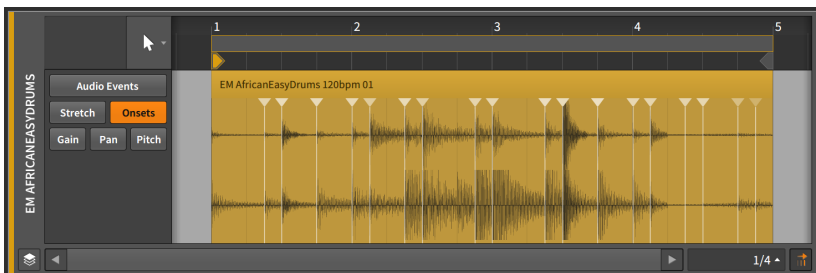 1 2 3 4 5
EM AFRICANEASYDRUMS
Audio Events
Stretch Onsets
Gain Pan Pitch
EM AfricanEasyDrums 120bpm 01
1/4